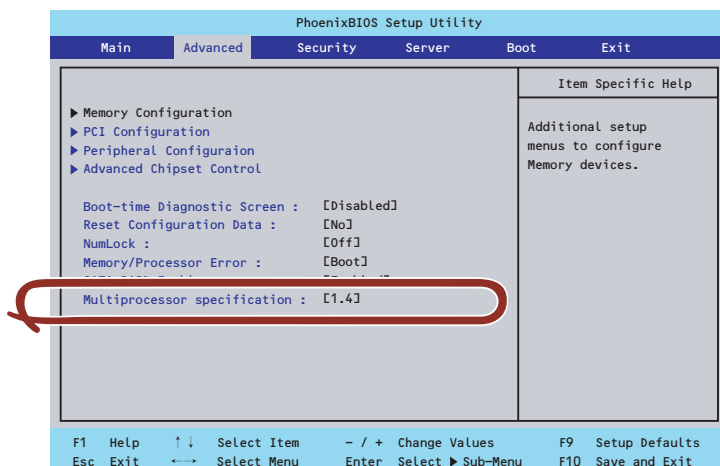 PhoenixBIOS Setup Utility
Main Advanced Security Server Boot Exit
Item Specific Help
▶ Memory Configuration
▶ PCI Configuration
▶ Peripheral Configuraion
▶ Advanced Chipset Control
Additional setup
menus to configure
Memory devices.
Boot-time Diagnostic Screen : [Disabled]
Reset Configuration Data : [No]
NumLock : [Off]
Memory/Processor Error : [Boot]
Multiprocessor specification : [1.4]
F1 Help ↑↓ Select Item - / + Change Values F9 Setup Defaults
Esc Exit ←→ Select Menu Enter Select ▶ Sub-Menu F10 Save and Exit